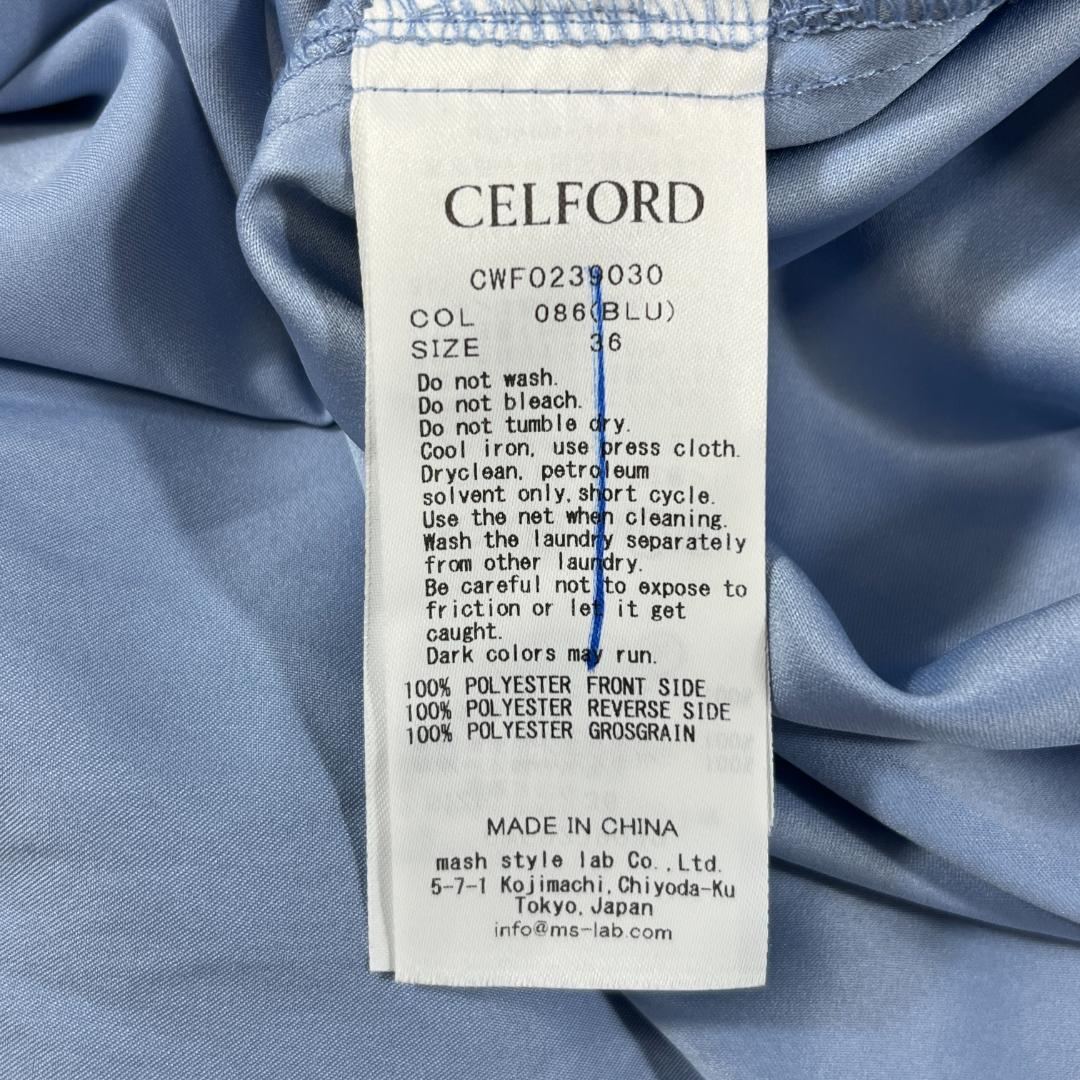 CELFORD
CWFO239030
COL 086(BLU)
SIZE 36
Do not wash.
Do not bleach.
Do not tumble dry.
Cool iron, use press cloth.
Dryclean, petroleum
solvent only, short cycle.
Use the net when cleaning.
Wash the laundry separately
from other laundry.
Be careful not to expose to
friction or let it get
caught.
Dark colors may run.
100% POLYESTER FRONT SIDE
100% POLYESTER REVERSE SIDE
100% POLYESTER GROSGRAIN
MADE IN CHINA
mash style lab Co.,Ltd.
5-7-1 Kojimachi,Chiyoda-Ku
Tokyo,Japan
info@ms-lab.com